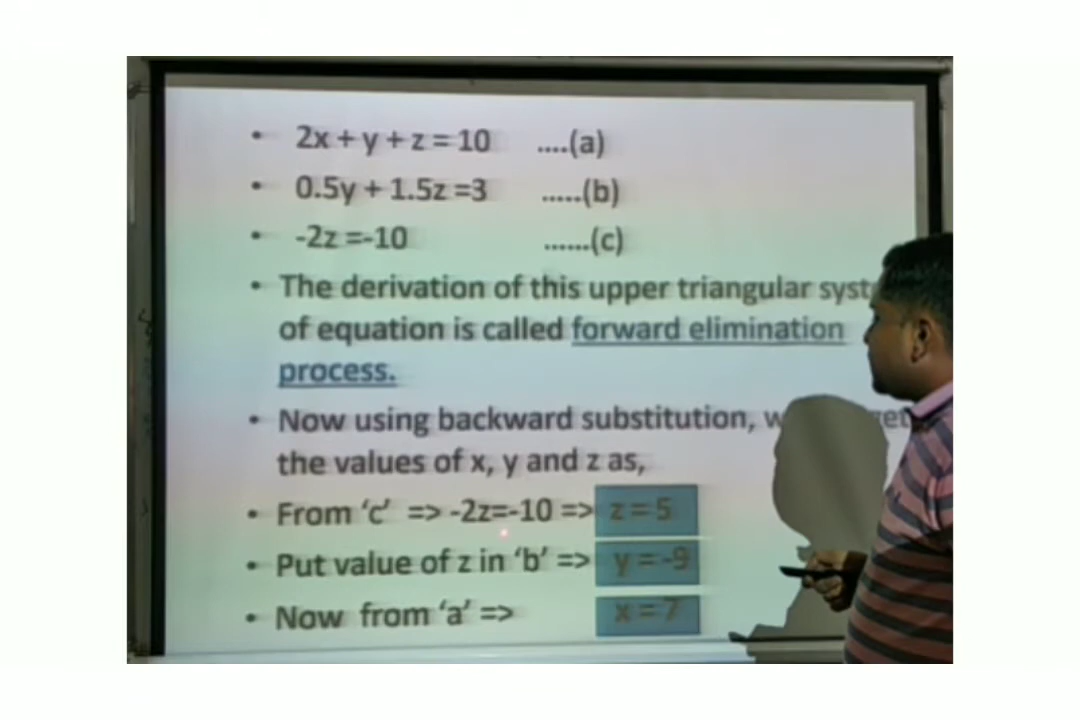 • 2x + y + z = 10 ....(a)
• 0.5y + 1.5z =3 .....(b)
• -2z =-10 ......(c)
• The derivation of this upper triangular
of equation is called forward elimination
process.
• Now using backward substitution,
the values of x, y and z as,
• From ‘c’ => -2z=-10 => z = 5
• Put value of z in ‘b’ => y = -9
• Now from ‘a’ => x = 7